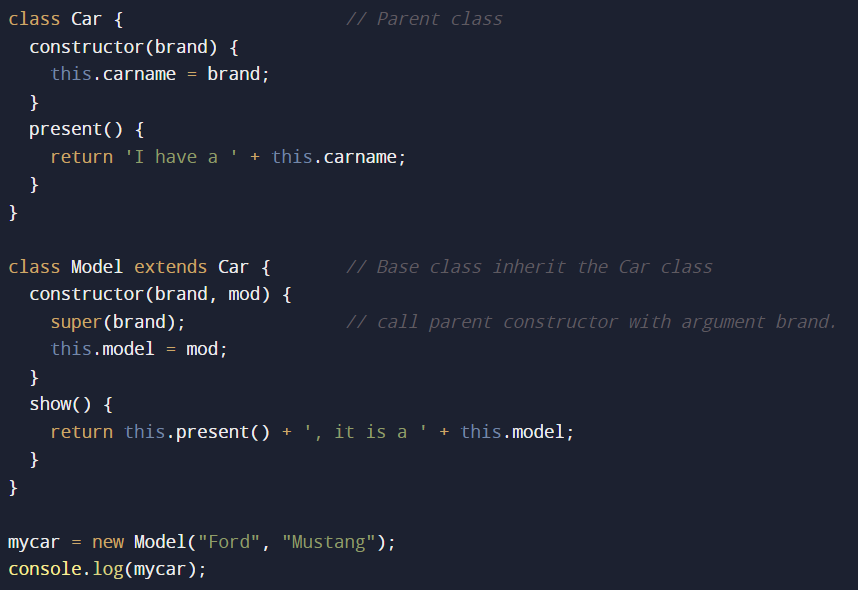 class Car {                     // Parent class
  constructor(brand) {
    this.carname = brand;
  }
  present() {
    return 'I have a ' + this.carname;
  }
}

class Model extends Car {       // Base class inherit the Car class
  constructor(brand, mod) {
    super(brand);               // call parent constructor with argument brand.
    this.model = mod;
  }
  show() {
    return this.present() + ', it is a ' + this.model;
  }
}

mycar = new Model("Ford", "Mustang");
console.log(mycar);